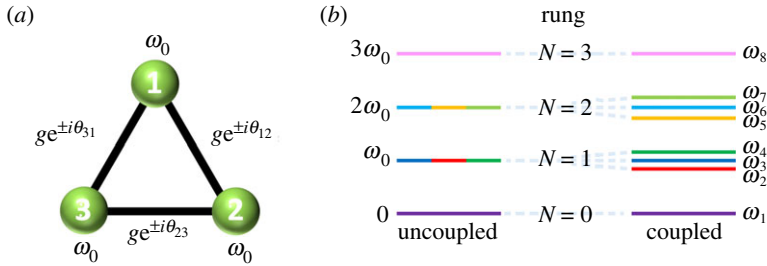 (a)
ω₀
1
ge^{±iθ₃₁}
ge^{±iθ₁₂}
3
2
ω₀
ge^{±iθ₂₃}
ω₀
(b)
rung
3ω₀
N = 3
ω₈
2ω₀
N = 2
ω₇
ω₆
ω₅
ω₀
N = 1
ω₄
ω₃
ω₂
0
N = 0
ω₁
uncoupled
coupled